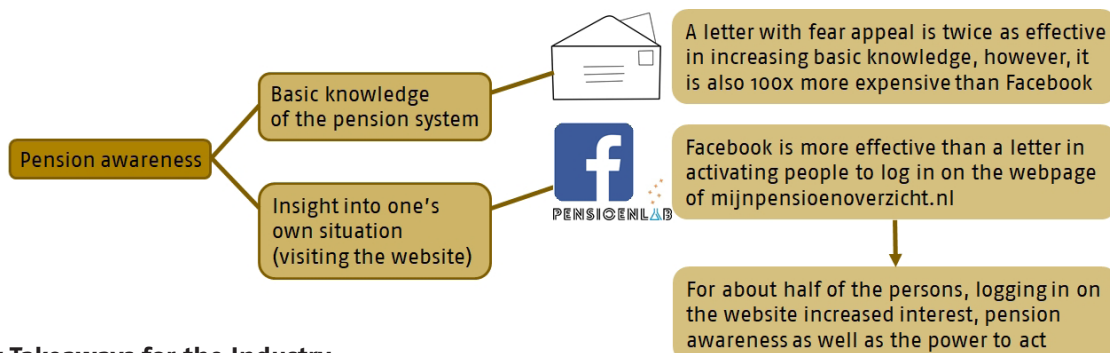 Pension awareness
Basic knowledge
of the pension system
Insight into one's
own situation
(visiting the website)
A letter with fear appeal is twice as effective
in increasing basic knowledge, however, it
is also 100x more expensive than Facebook
f
PENSIOENLAB
Facebook is more effective than a letter in
activating people to log in on the webpage
of mijnpensioenoverzicht.nl
For about half of the persons, logging in on
the website increased interest, pension
awareness as well as the power to act
Takeaways for the Industry